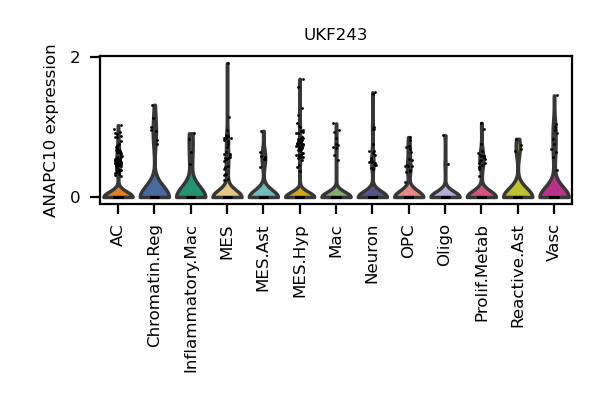 UKF243
ANAPC10 expression
2
0
AC
Chromatin.Reg
Inflammatory.Mac
MES
MES.Ast
MES.Hyp
Mac
Neuron
OPC
Oligo
Prolif.Metab
Reactive.Ast
Vasc